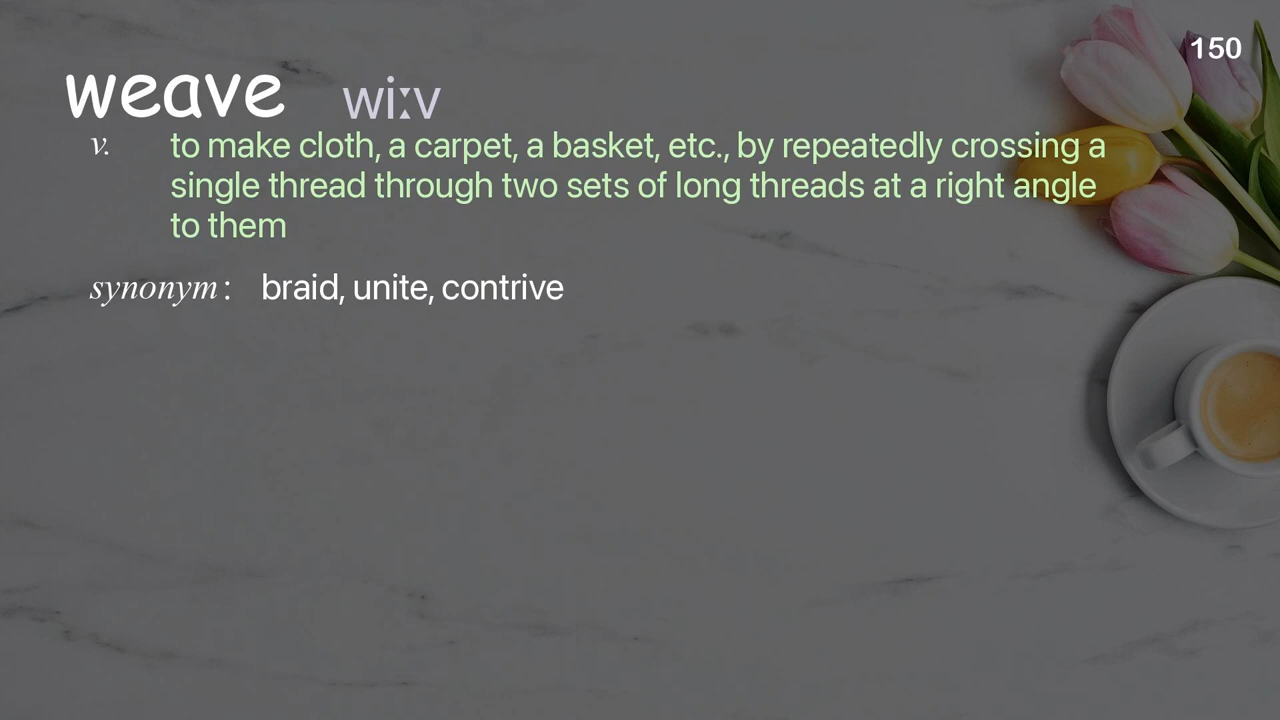 150
weave wiːv
v. to make cloth, a carpet, a basket, etc., by repeatedly crossing a
single thread through two sets of long threads at a right angle
to them
synonym : braid, unite, contrive